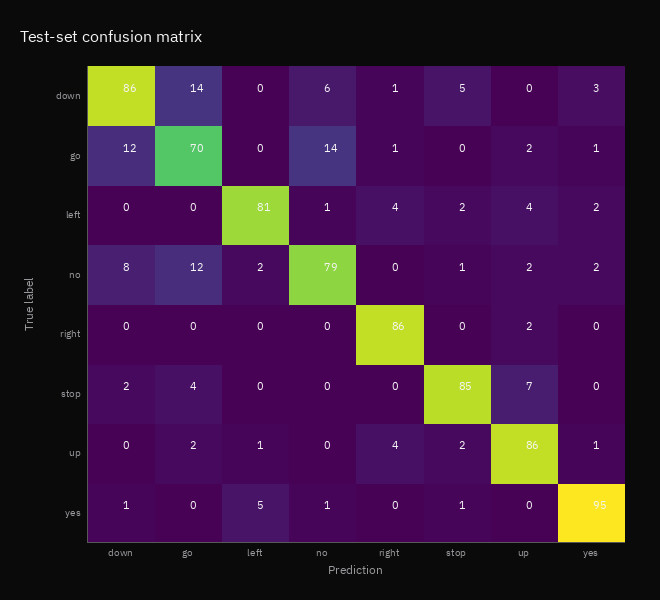 Test-set confusion matrix
down 86 14 0 6 1 5 0 3
go 12 70 0 14 1 0 2 1
left 0 0 81 1 4 2 4 2
no 8 12 2 79 0 1 2 2
right 0 0 0 0 86 0 2 0
stop 2 4 0 0 0 85 7 0
up 0 2 1 0 4 2 86 1
yes 1 0 5 1 0 1 0 95
True label
down go left no right stop up yes
Prediction